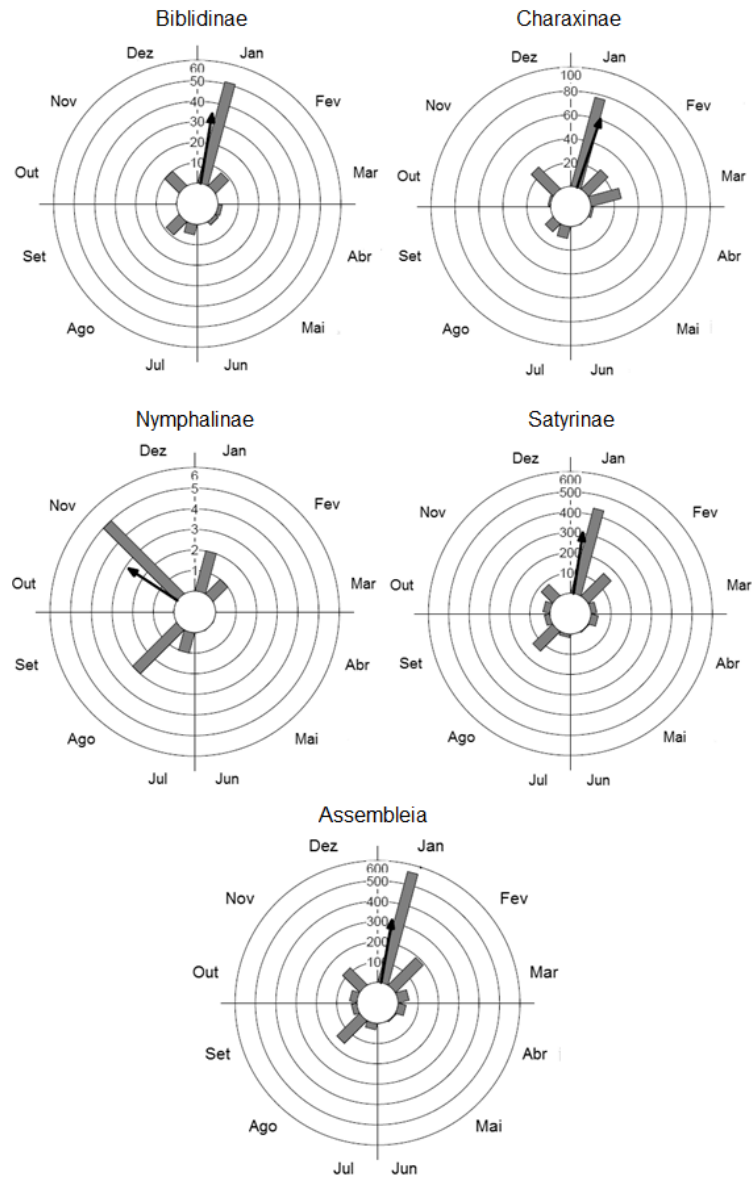 Biblidinae
Charaxinae
Dez Jan
Nov Fev
Out Mar
Set Abr
Ago Mai
Jul Jun
60
50
40
30
20
10
Dez Jan
Nov Fev
Out Mar
Set Abr
Ago Mai
Jul Jun
100
80
60
40
20
Nymphalinae
Satyrinae
Dez Jan
Nov Fev
Out Mar
Set Abr
Ago Mai
Jul Jun
6
5
4
3
2
1
Dez Jan
Nov Fev
Out Mar
Set Abr
Ago Mai
Jul Jun
600
500
400
300
200
100
Assembleia
Dez Jan
Nov Fev
Out Mar
Set Abr
Ago Mai
Jul Jun
600
500
400
300
200
100